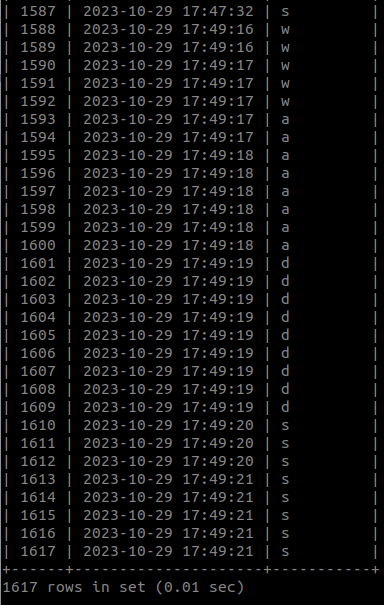 | 1587 | 2023-10-29 17:47:32 | s         |
| 1588 | 2023-10-29 17:49:16 | w         |
| 1589 | 2023-10-29 17:49:16 | w         |
| 1590 | 2023-10-29 17:49:17 | w         |
| 1591 | 2023-10-29 17:49:17 | w         |
| 1592 | 2023-10-29 17:49:17 | w         |
| 1593 | 2023-10-29 17:49:17 | a         |
| 1594 | 2023-10-29 17:49:17 | a         |
| 1595 | 2023-10-29 17:49:18 | a         |
| 1596 | 2023-10-29 17:49:18 | a         |
| 1597 | 2023-10-29 17:49:18 | a         |
| 1598 | 2023-10-29 17:49:18 | a         |
| 1599 | 2023-10-29 17:49:18 | a         |
| 1600 | 2023-10-29 17:49:18 | a         |
| 1601 | 2023-10-29 17:49:19 | d         |
| 1602 | 2023-10-29 17:49:19 | d         |
| 1603 | 2023-10-29 17:49:19 | d         |
| 1604 | 2023-10-29 17:49:19 | d         |
| 1605 | 2023-10-29 17:49:19 | d         |
| 1606 | 2023-10-29 17:49:19 | d         |
| 1607 | 2023-10-29 17:49:19 | d         |
| 1608 | 2023-10-29 17:49:19 | d         |
| 1609 | 2023-10-29 17:49:19 | d         |
| 1610 | 2023-10-29 17:49:20 | s         |
| 1611 | 2023-10-29 17:49:20 | s         |
| 1612 | 2023-10-29 17:49:20 | s         |
| 1613 | 2023-10-29 17:49:21 | s         |
| 1614 | 2023-10-29 17:49:21 | s         |
| 1615 | 2023-10-29 17:49:21 | s         |
| 1616 | 2023-10-29 17:49:21 | s         |
| 1617 | 2023-10-29 17:49:21 | s         |
+------+---------------------+-----------+
1617 rows in set (0.01 sec)